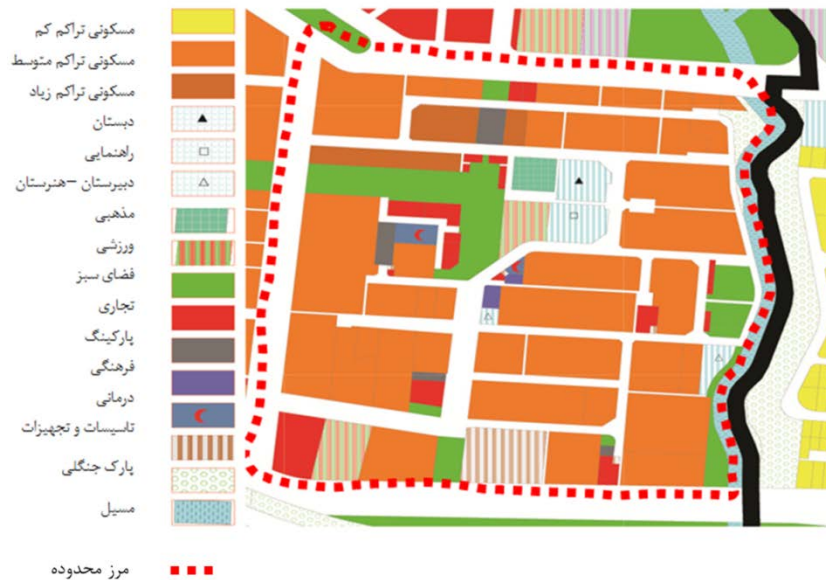 مسکونی تراکم کم
مسکونی تراکم متوسط
مسکونی تراکم زیاد
دبستان
راهنمایی
دبیرستان –هنرستان
مذهبی
ورزشی
فضای سبز
تجاری
پارکینگ
فرهنگی
درمانی
تاسیسات و تجهیزات
پارک جنگلی
مسیل
مرز محدوده